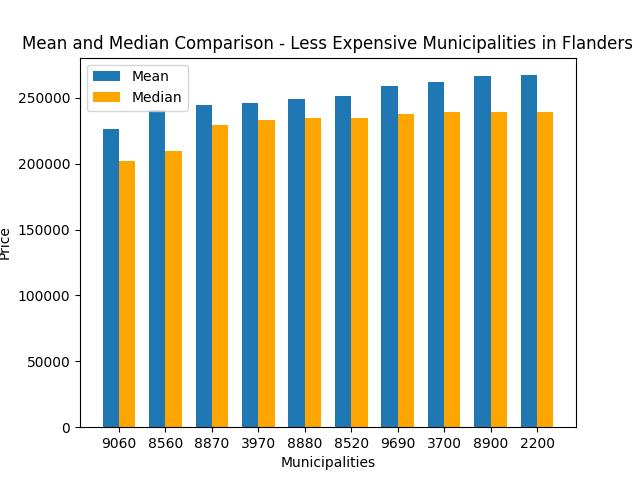 Mean and Median Comparison - Less Expensive Municipalities in Flanders
Mean
Median
250000
200000
150000
100000
50000
0
Price
9060 8560 8870 3970 8880 8520 9690 3700 8900 2200
Municipalities